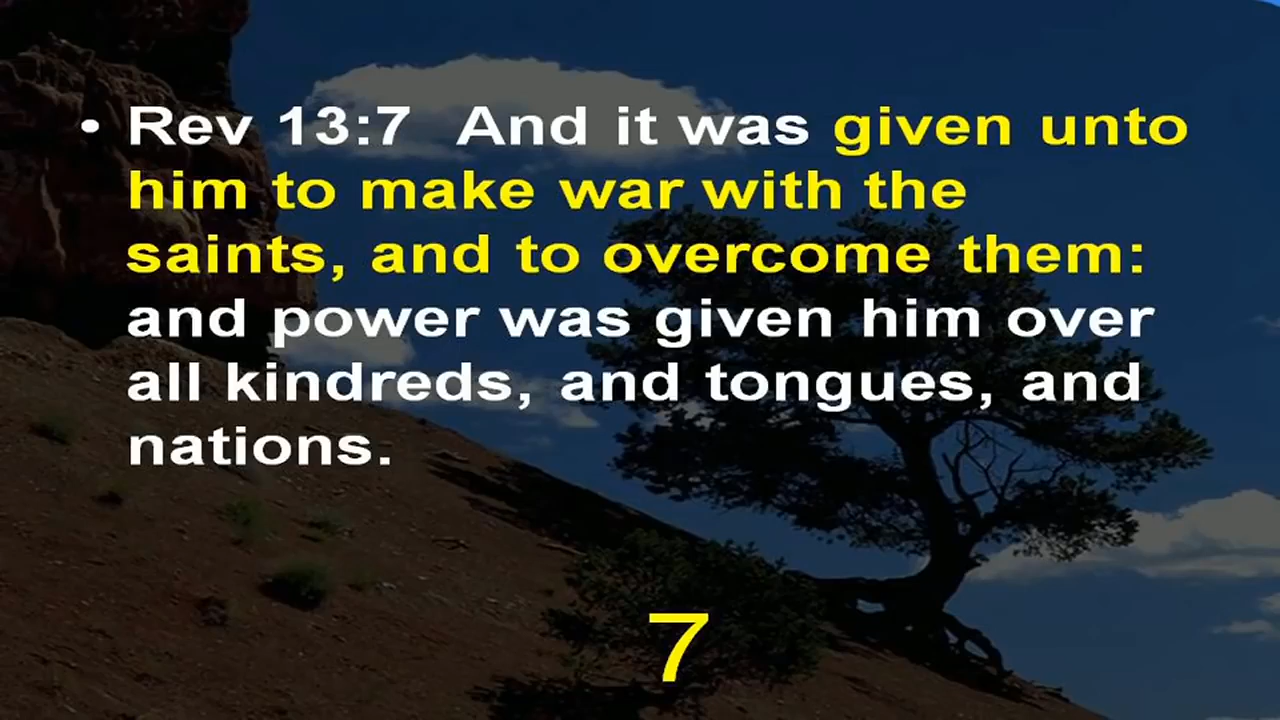 • Rev 13:7  And it was given unto
him to make war with the
saints, and to overcome them:
and power was given him over
all kindreds, and tongues, and
nations.
7